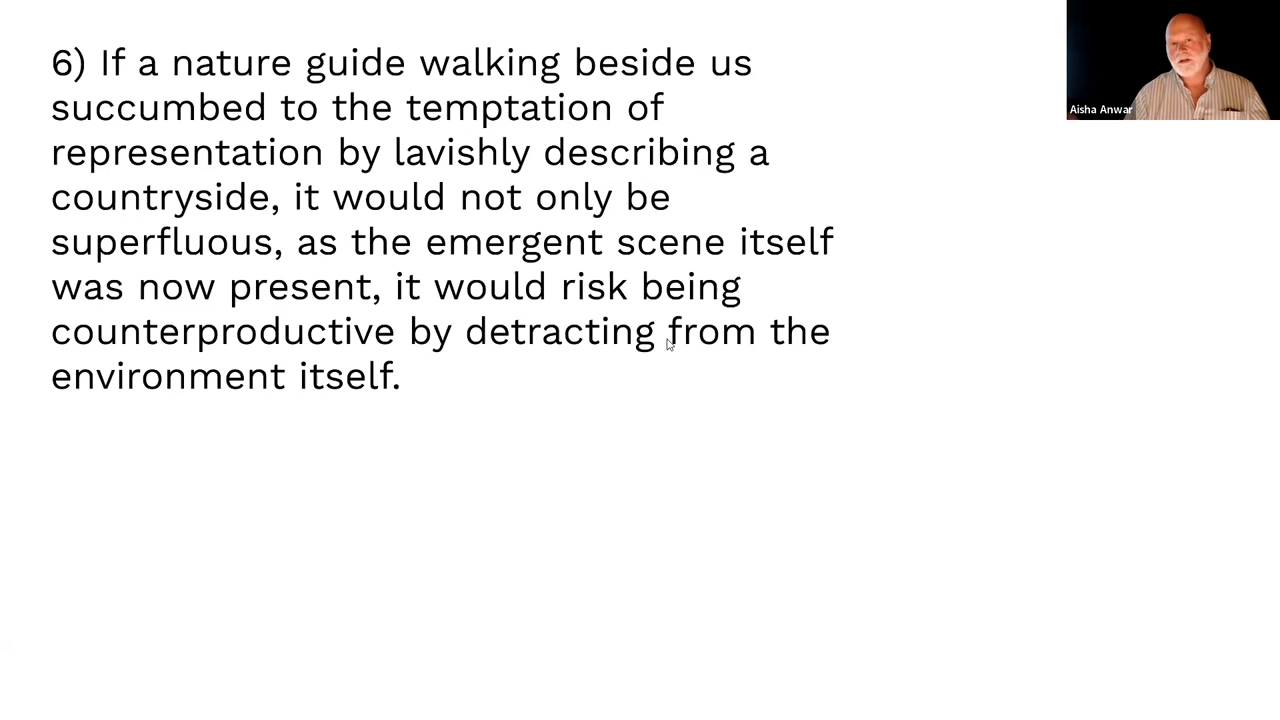 6) If a nature guide walking beside us
succumbed to the temptation of
representation by lavishly describing a
countryside, it would not only be
superfluous, as the emergent scene itself
was now present, it would risk being
counterproductive by detracting from the
environment itself.
Aisha Anwar